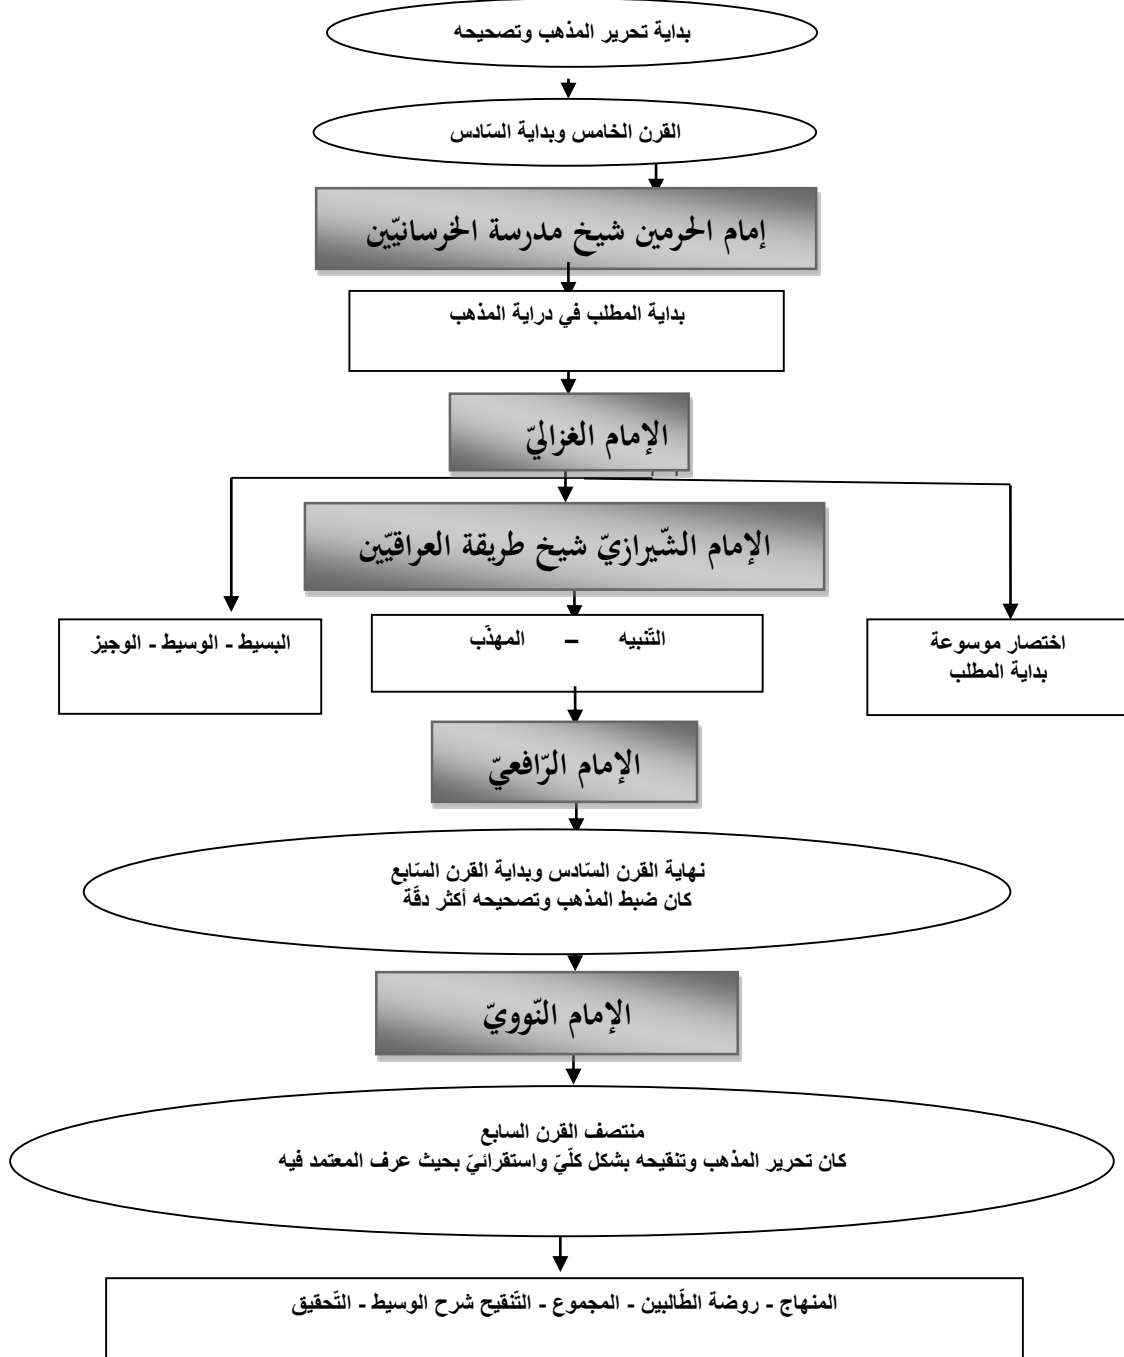 بداية تحرير المذهب وتصحيحه
القرن الخامس وبداية السّادس
إمام الحرمين شيخ مدرسة الخرسانيّين
بداية المطلب في دراية المذهب
الإمام الغزاليّ
الإمام الشّيرازيّ شيخ طريقة العراقيّين
اختصار موسوعة
بداية المطلب
التّنبيه – المهذّب
البسيط - الوسيط - الوجيز
الإمام الرّافعيّ
نهاية القرن السّادس وبداية القرن السّابع
كان ضبط المذهب وتصحيحه أكثر دقّة
الإمام النّوويّ
منتصف القرن السابع
كان تحرير المذهب وتنقيحه بشكل كلّيّ واستقرائيّ بحيث عرف المعتمد فيه
المنهاج - روضة الطّالبين - المجموع - التّنقيح شرح الوسيط - التّحقيق